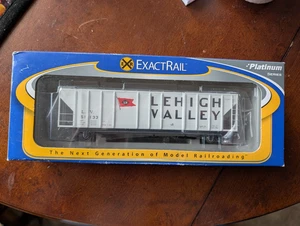 EXACTRAIL
Platinum
SERIES
LEHIGH
VALLEY
The Next Generation of Model Railroading